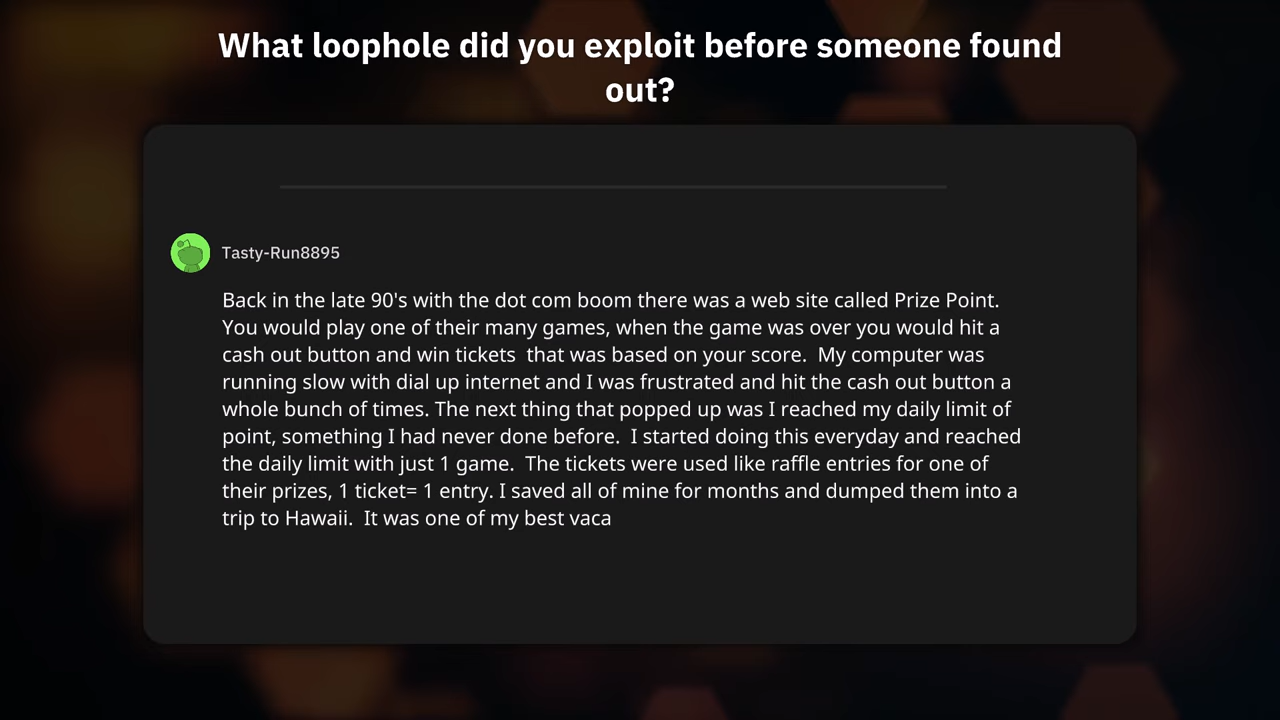 What loophole did you exploit before someone found
out?
Tasty-Run8895
Back in the late 90's with the dot com boom there was a web site called Prize Point.
You would play one of their many games, when the game was over you would hit a
cash out button and win tickets  that was based on your score.  My computer was
running slow with dial up internet and I was frustrated and hit the cash out button a
whole bunch of times. The next thing that popped up was I reached my daily limit of
point, something I had never done before.  I started doing this everyday and reached
the daily limit with just 1 game.  The tickets were used like raffle entries for one of
their prizes, 1 ticket= 1 entry. I saved all of mine for months and dumped them into a
trip to Hawaii.  It was one of my best vaca